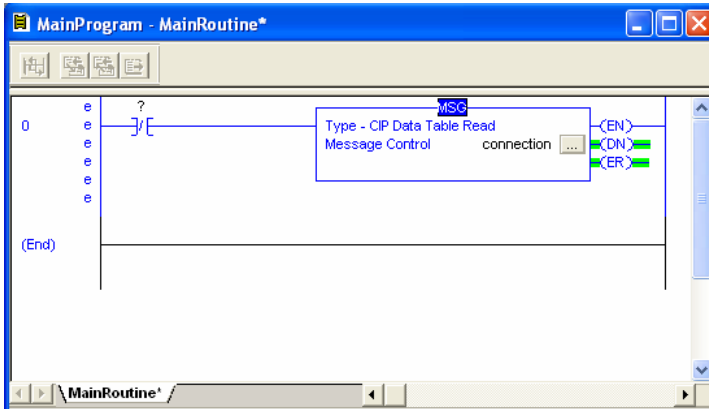 MainProgram - MainRoutine*
e ? MSG
0 e Type - CIP Data Table Read (EN)
e Message Control connection ... (DN)
e (ER)
e
e
(End)
MainRoutine*